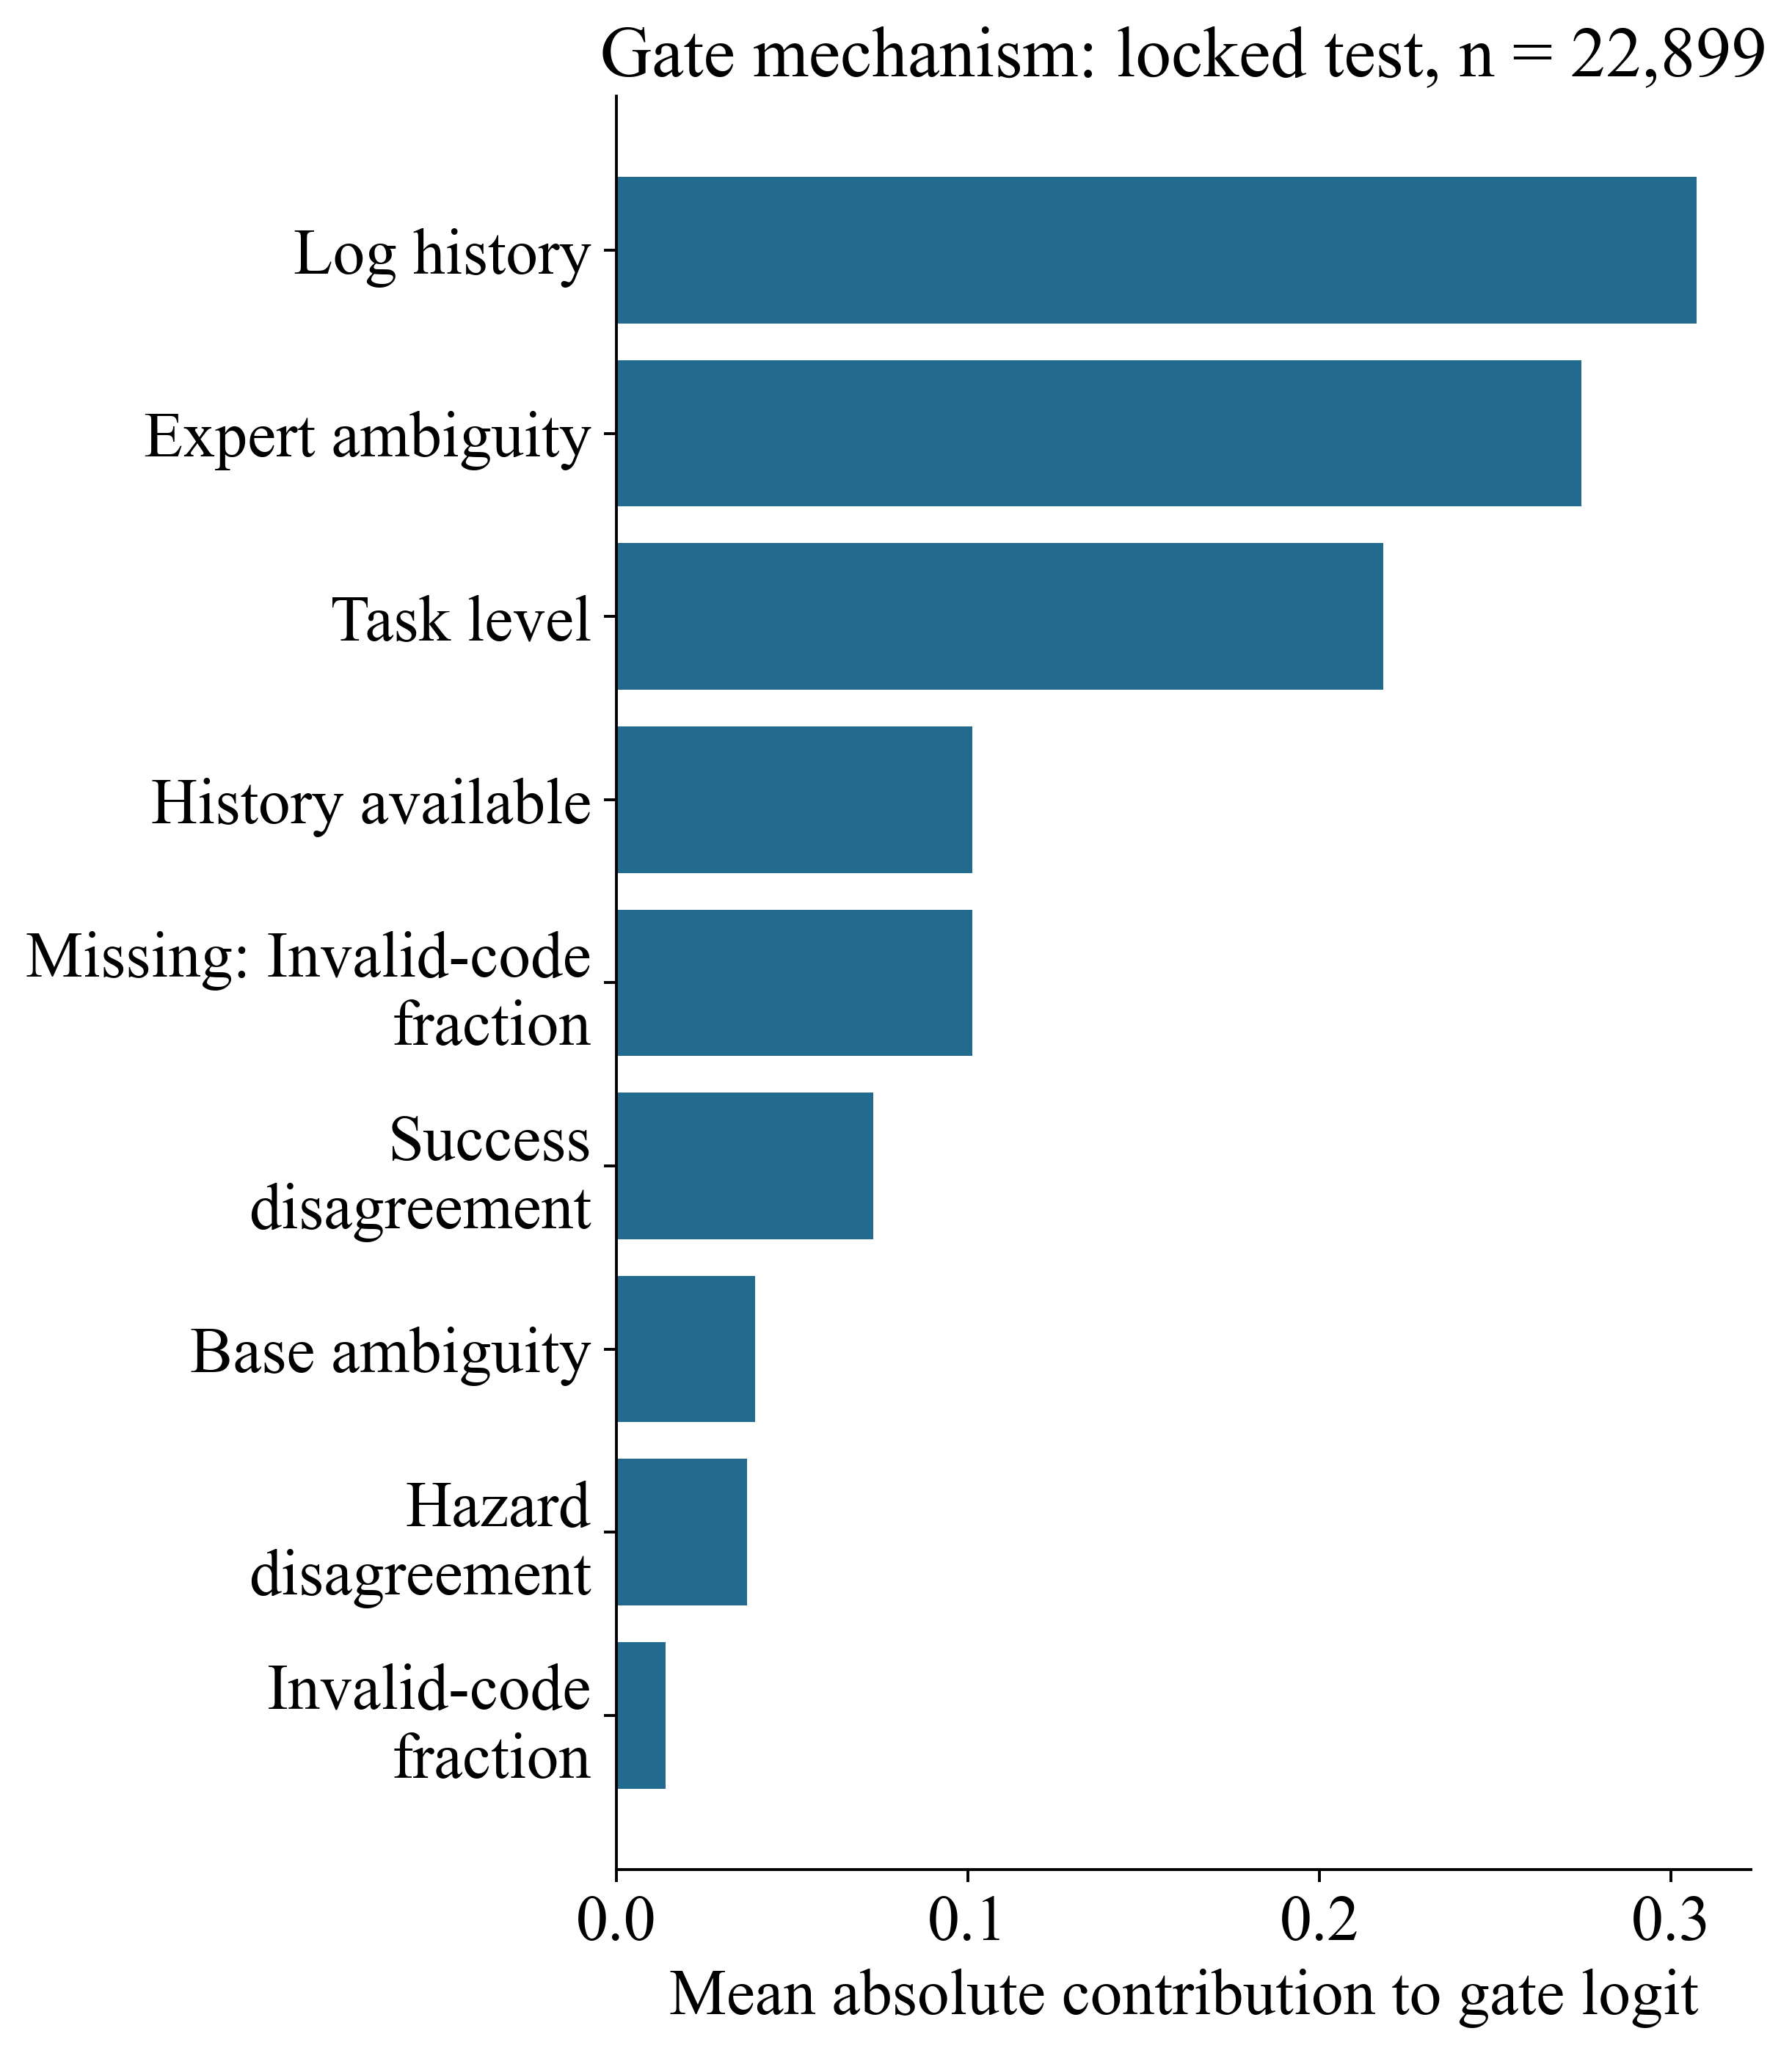 Gate mechanism: locked test, n = 22,899
Log history
Expert ambiguity
Task level
History available
Missing: Invalid-code
fraction
Success
disagreement
Base ambiguity
Hazard
disagreement
Invalid-code
fraction
0.0 0.1 0.2 0.3
Mean absolute contribution to gate logit